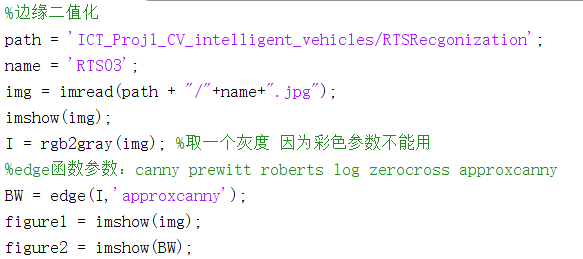 %边缘二值化
path = 'ICT_Proj1_CV_intelligent_vehicles/RTSRecgonization';
name = 'RTS03';
img = imread(path + "/"+name+".jpg");
imshow(img);
I = rgb2gray(img); %取一个灰度 因为彩色参数不能用
%edge函数参数：canny prewitt roberts log zerocross approxcanny
BW = edge(I,'approxcanny');
figure1 = imshow(img);
figure2 = imshow(BW);